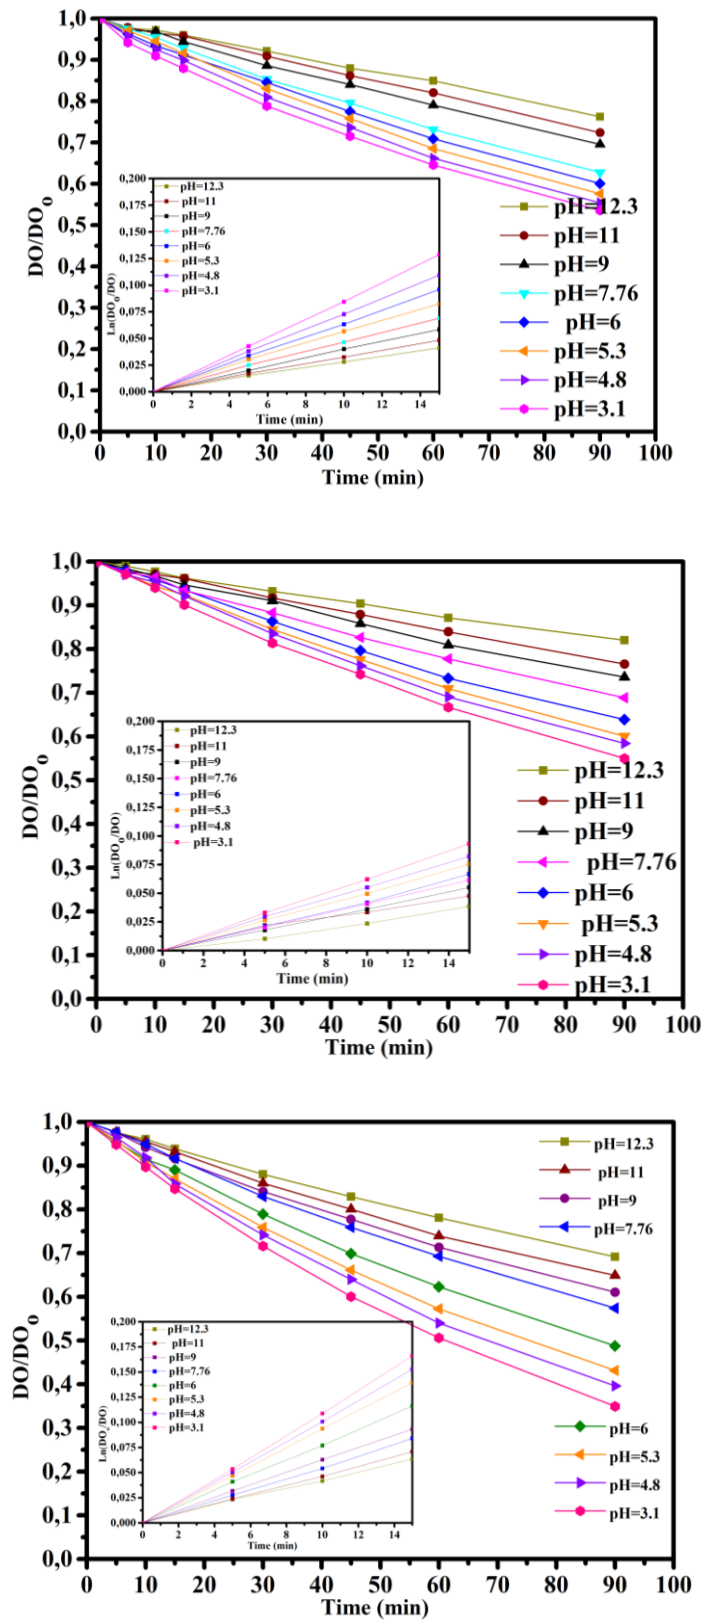 1,0
0,9
0,8
0,7
0,6
0,5
0,4
0,3
0,2
0,1
0,0
DO/DO₀
0 10 20 30 40 50 60 70 80 90 100
Time (min)
pH=12.3
pH=11
pH=9
pH=7.76
pH=6
pH=5.3
pH=4.8
pH=3.1
0,200
0,175
0,150
0,125
0,100
0,075
0,050
0,025
0,000
Ln(DO₀/DO)
0 2 4 6 8 10 12 14
Time (min)
pH=12.3
pH=11
pH=9
pH=7.76
pH=6
pH=5.3
pH=4.8
pH=3.1
1,0
0,9
0,8
0,7
0,6
0,5
0,4
0,3
0,2
0,1
0,0
DO/DO₀
0 10 20 30 40 50 60 70 80 90 100
Time (min)
pH=12.3
pH=11
pH=9
pH=7.76
pH=6
pH=5.3
pH=4.8
pH=3.1
0,200
0,175
0,150
0,125
0,100
0,075
0,050
0,025
0,000
Ln(DO₀/DO)
0 2 4 6 8 10 12 14
Time (min)
pH=12.3
pH=11
pH=9
pH=7.76
pH=6
pH=5.3
pH=4.8
pH=3.1
1,0
0,9
0,8
0,7
0,6
0,5
0,4
0,3
0,2
0,1
0,0
DO/DO₀
0 10 20 30 40 50 60 70 80 90 100
Time (min)
pH=12.3
pH=11
pH=9
pH=7.76
pH=6
pH=5.3
pH=4.8
pH=3.1
0,200
0,175
0,150
0,125
0,100
0,075
0,050
0,025
0,000
Ln(DO₀/DO)
0 2 4 6 8 10 12 14
Time (min)
pH=12.3
pH=11
pH=9
pH=7.76
pH=6
pH=5.3
pH=4.8
pH=3.1